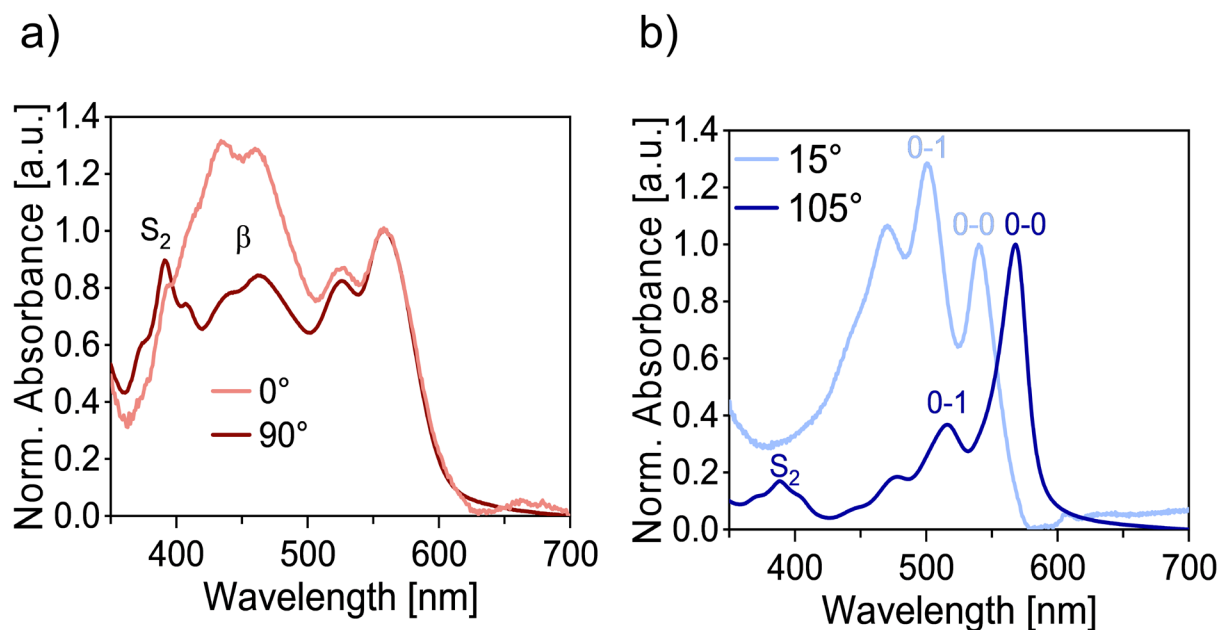 a)
Norm. Absorbance [a.u.]
1.4
1.2
1.0
0.8
0.6
0.4
0.2
0.0
S2
β
0°
90°
400 500 600 700
Wavelength [nm]
b)
Norm. Absorbance [a.u.]
1.4
1.2
1.0
0.8
0.6
0.4
0.2
0.0
15°
105°
0-1
0-0 0-0
0-1
S2
400 500 600 700
Wavelength [nm]